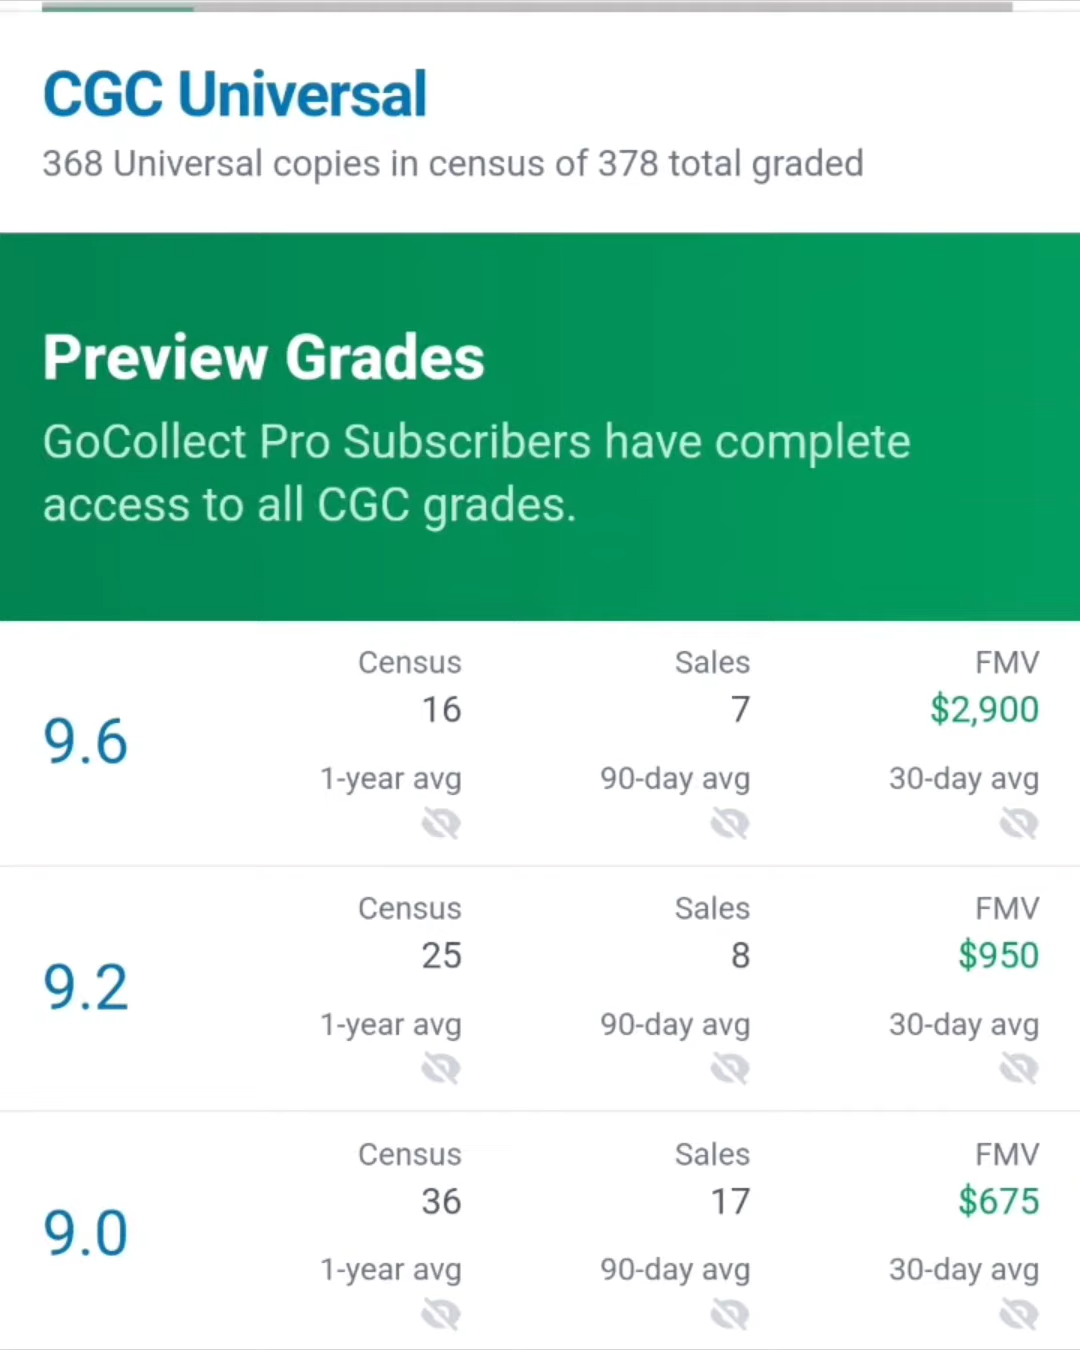 CGC Universal
368 Universal copies in census of 378 total graded
Preview Grades
GoCollect Pro Subscribers have complete
access to all CGC grades.
9.6
Census
16
Sales
7
FMV
$2,900
1-year avg
90-day avg
30-day avg
9.2
Census
25
Sales
8
FMV
$950
1-year avg
90-day avg
30-day avg
9.0
Census
36
Sales
17
FMV
$675
1-year avg
90-day avg
30-day avg